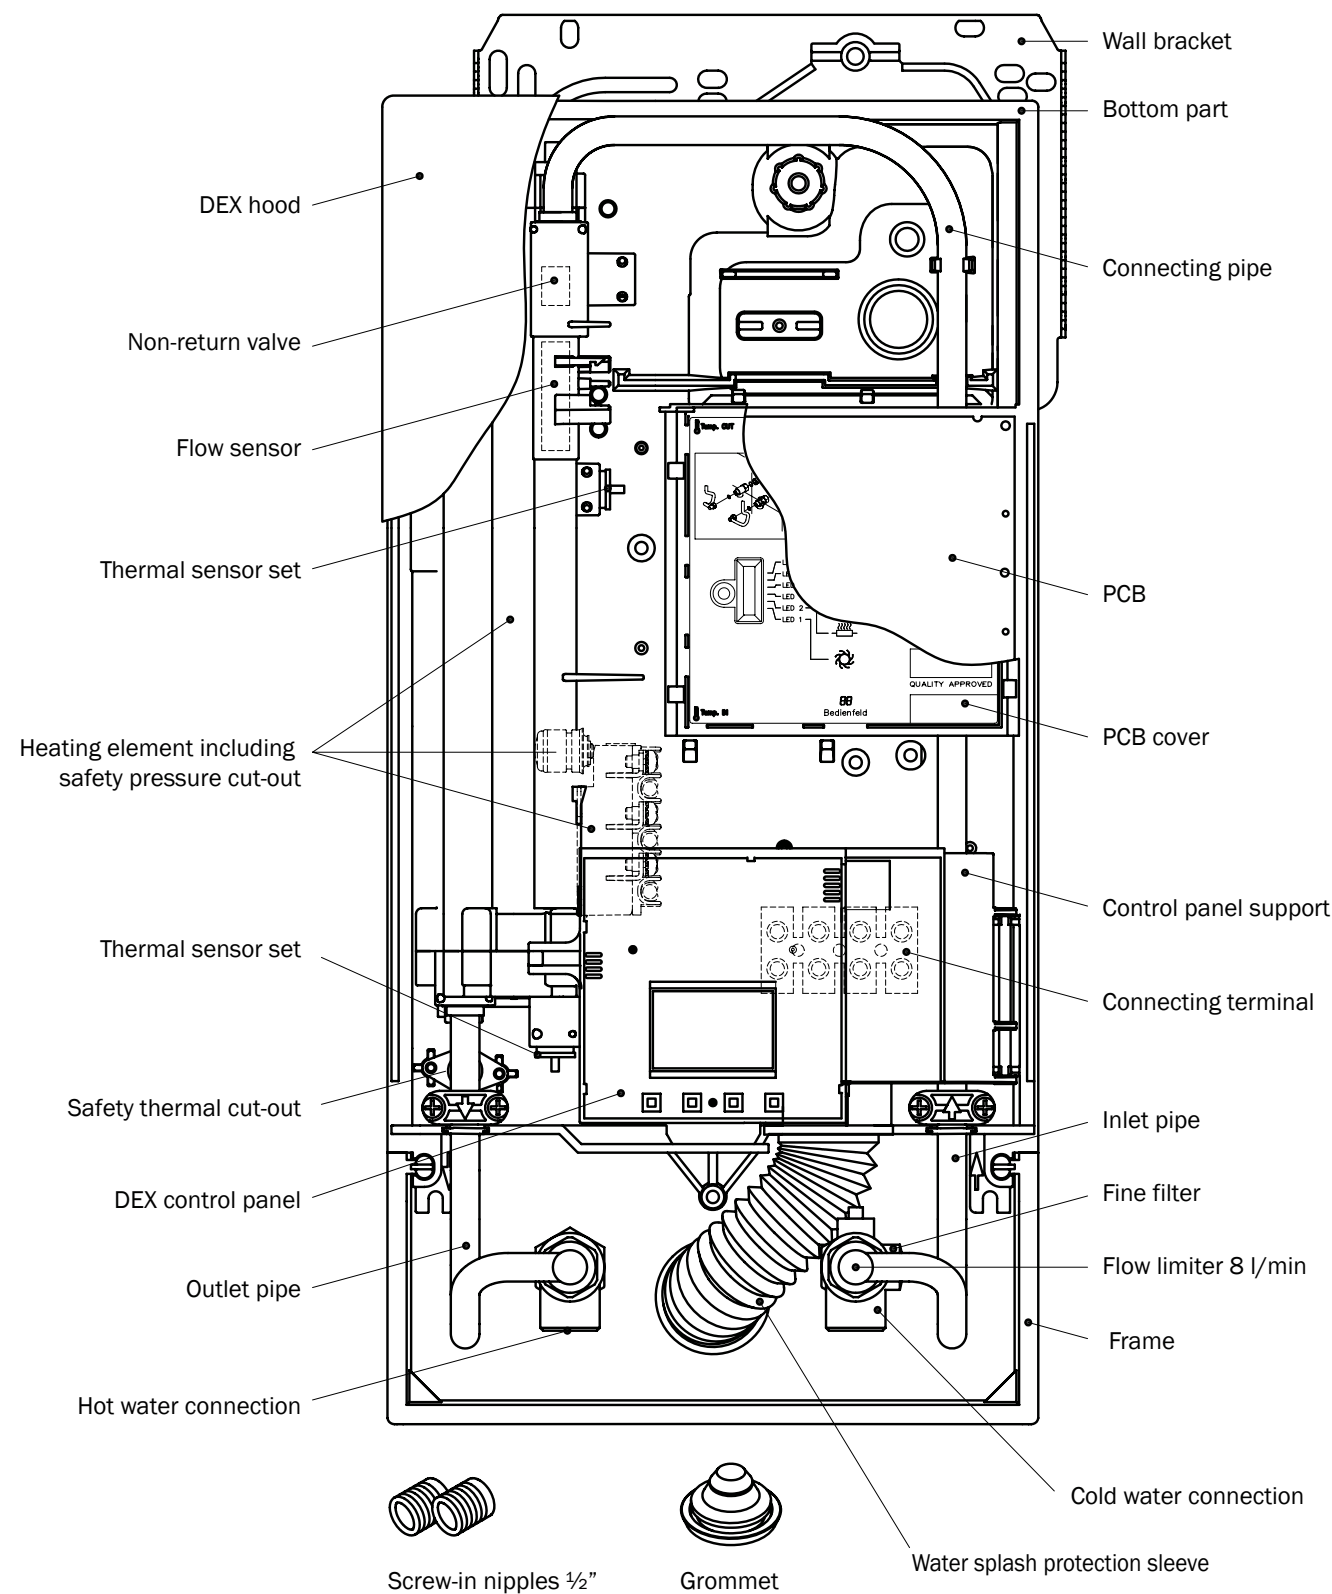 Wall bracket
Bottom part
DEX hood
Connecting pipe
Non-return valve
Flow sensor
Temp. OUT
Thermal sensor set
LED
LED 2
LED 1
PCB
QUALITY APPROVED
88
Bedienfeld
Temp. IN
PCB cover
Heating element including
safety pressure cut-out
Control panel support
Thermal sensor set
Connecting terminal
Safety thermal cut-out
Inlet pipe
DEX control panel
Fine filter
Outlet pipe
Flow limiter 8 l/min
Frame
Hot water connection
Cold water connection
Water splash protection sleeve
Screw-in nipples ½”
Grommet